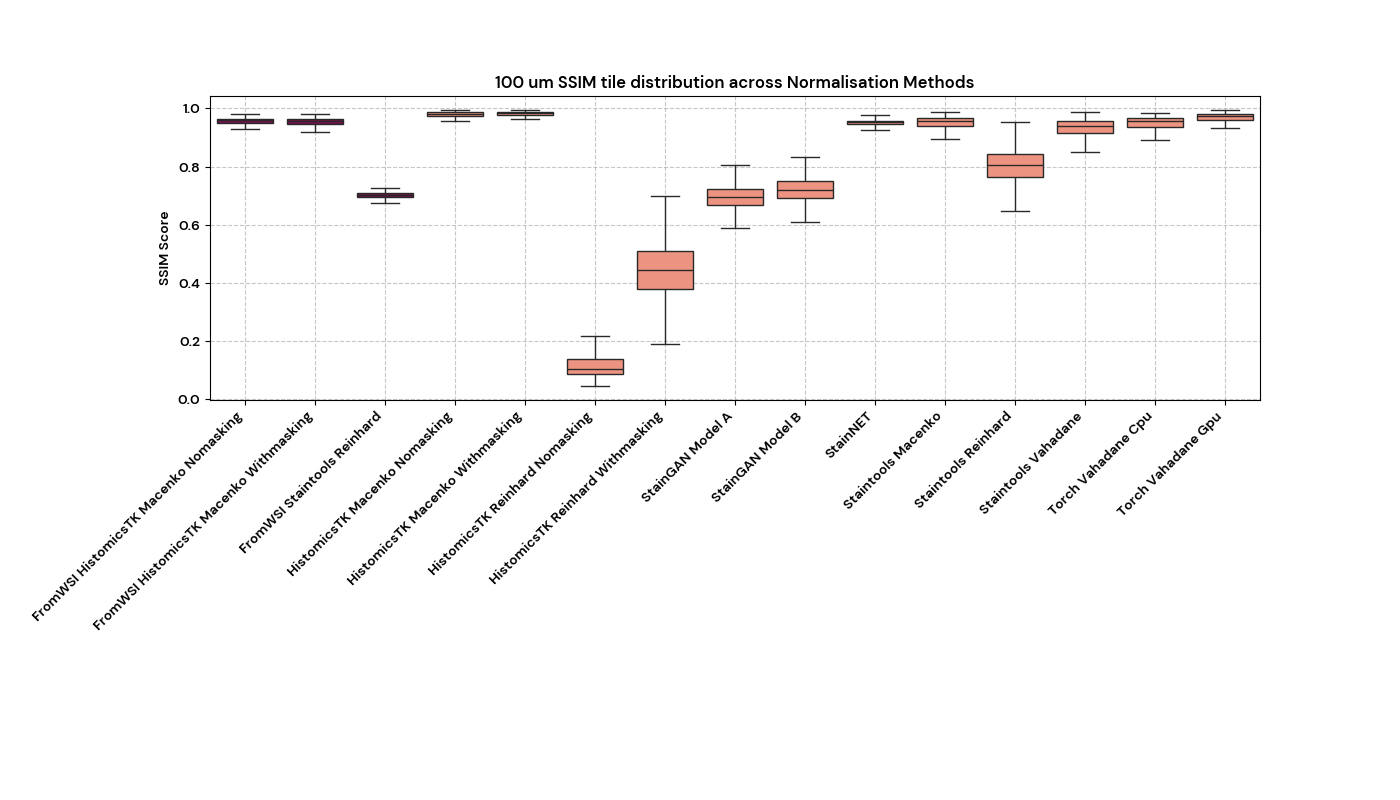 100 um SSIM tile distribution across Normalisation Methods
SSIM Score
1.0
0.8
0.6
0.4
0.2
0.0
FromWSI HistomicsTK Macenko Nomasking
FromWSI HistomicsTK Macenko Withmasking
FromWSI Staintools Reinhard
HistomicsTK Macenko Nomasking
HistomicsTK Macenko Withmasking
HistomicsTK Reinhard Nomasking
HistomicsTK Reinhard Withmasking
StainGAN Model A
StainGAN Model B
StainNET
Staintools Macenko
Staintools Reinhard
Staintools Vahadane
Torch Vahadane Cpu
Torch Vahadane Gpu